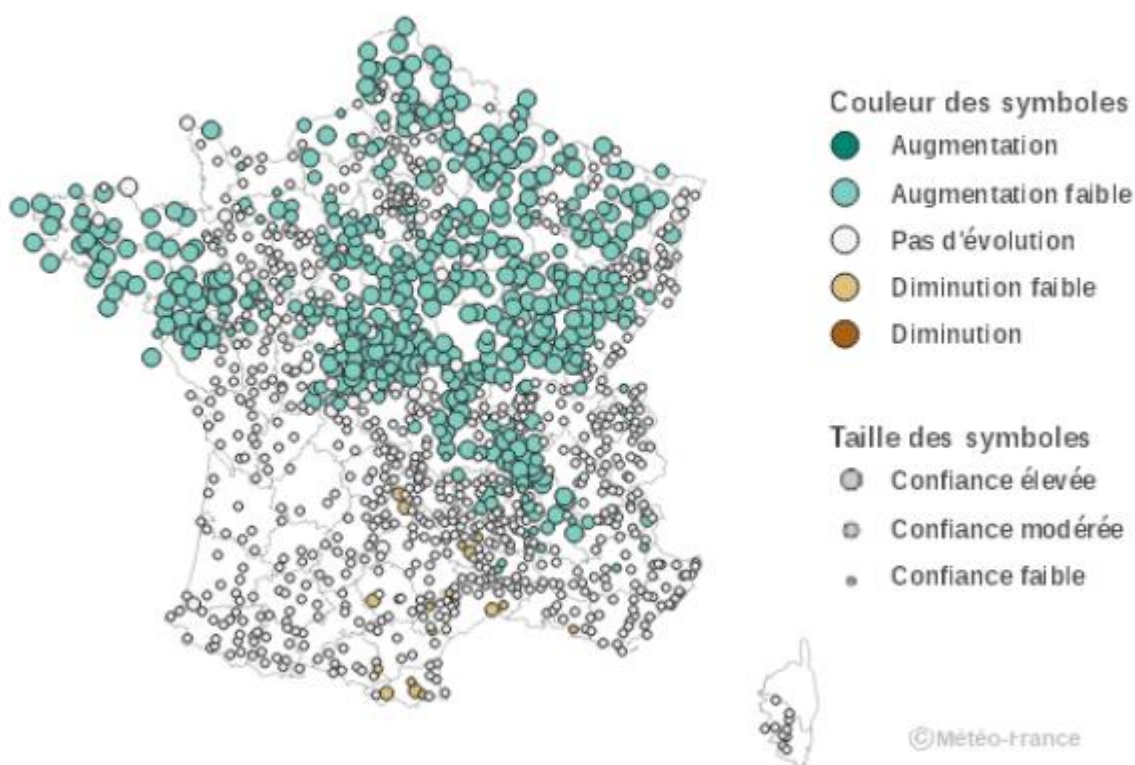 Couleur des symboles
Augmentation
Augmentation faible
Pas d'évolution
Diminution faible
Diminution
Taille des symboles
Confiance élevée
Confiance modérée
Confiance faible
©Météo-France